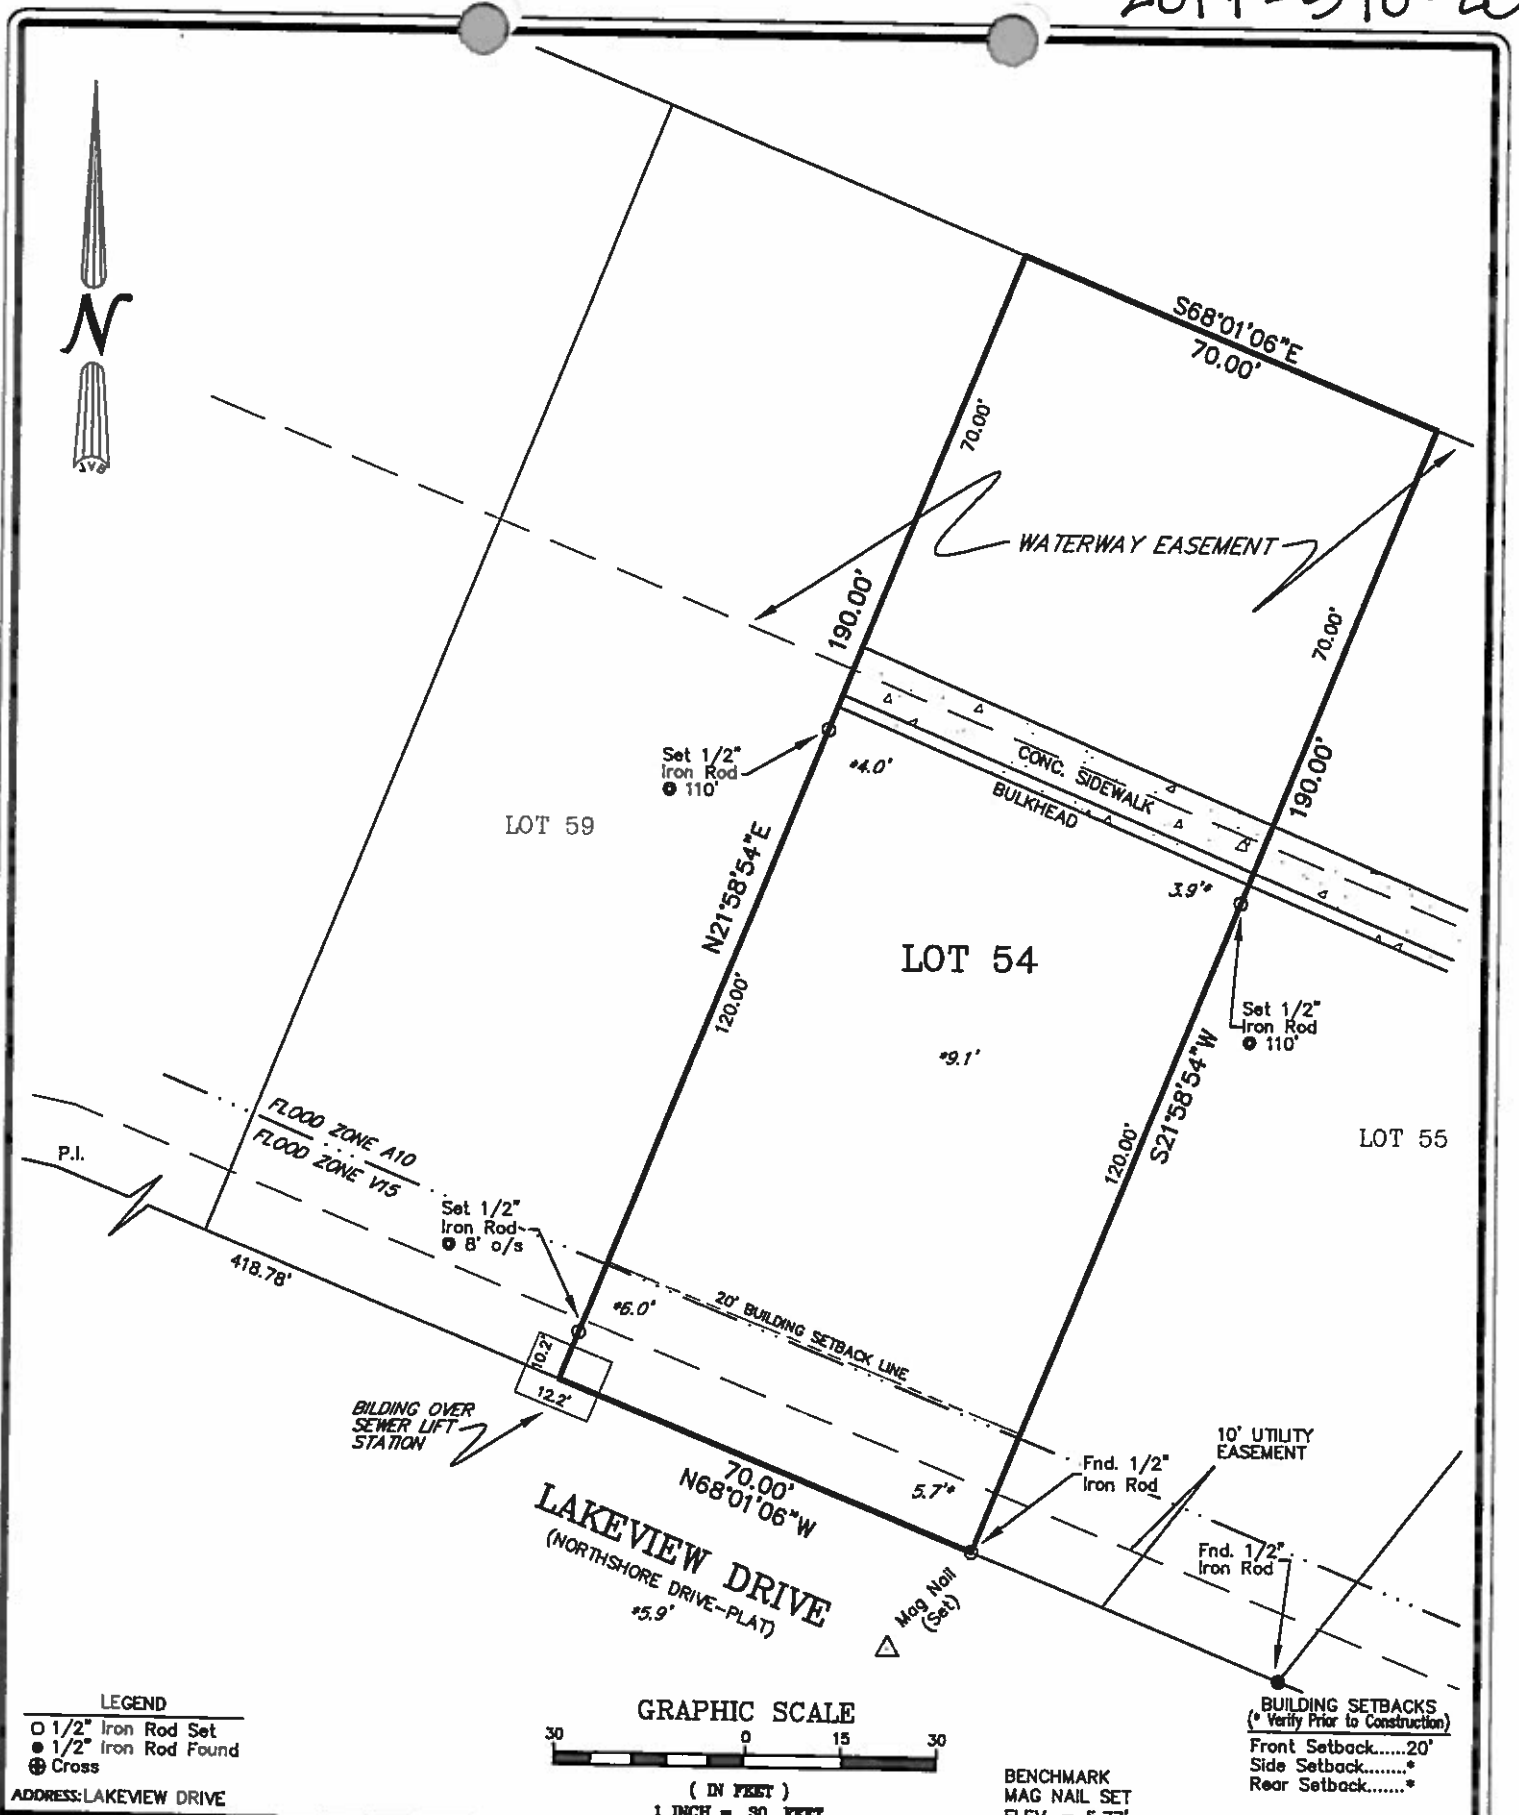 N
S68°01'06"E
70.00'
70.00'
WATERWAY EASEMENT
190.00'
70.00'
Set 1/2"
Iron Rod
@ 110'
*4.0'
CONC. SIDEWALK
BULKHEAD
190.00'
LOT 59
N21°58'54"E
3.9'*
LOT 54
120.00'
Set 1/2"
Iron Rod
@ 110'
*9.1'
S21°58'54"W
120.00'
LOT 55
FLOOD ZONE A10
FLOOD ZONE V15
P.I.
Set 1/2"
Iron Rod
@ 8' o/s
418.78'
*6.0'
20' BUILDING SETBACK LINE
10.2'
12.2'
BILDING OVER
SEWER LIFT
STATION
70.00'
N68°01'06"W
5.7'*
Fnd. 1/2"
Iron Rod
10' UTILITY
EASEMENT
Fnd. 1/2"
Iron Rod
LAKEVIEW DRIVE
(NORTHSHORE DRIVE-PLAT)
*5.9'
Mag Nail
(Set)
LEGEND
1/2" Iron Rod Set
1/2" Iron Rod Found
Cross
ADDRESS: LAKEVIEW DRIVE
GRAPHIC SCALE
30 0 15 30
( IN FEET )
1 INCH = 30 FEET
BENCHMARK
MAG NAIL SET
BUILDING SETBACKS
(* Verify Prior to Construction)
Front Setback......20'
Side Setback........*
Rear Setback.......*